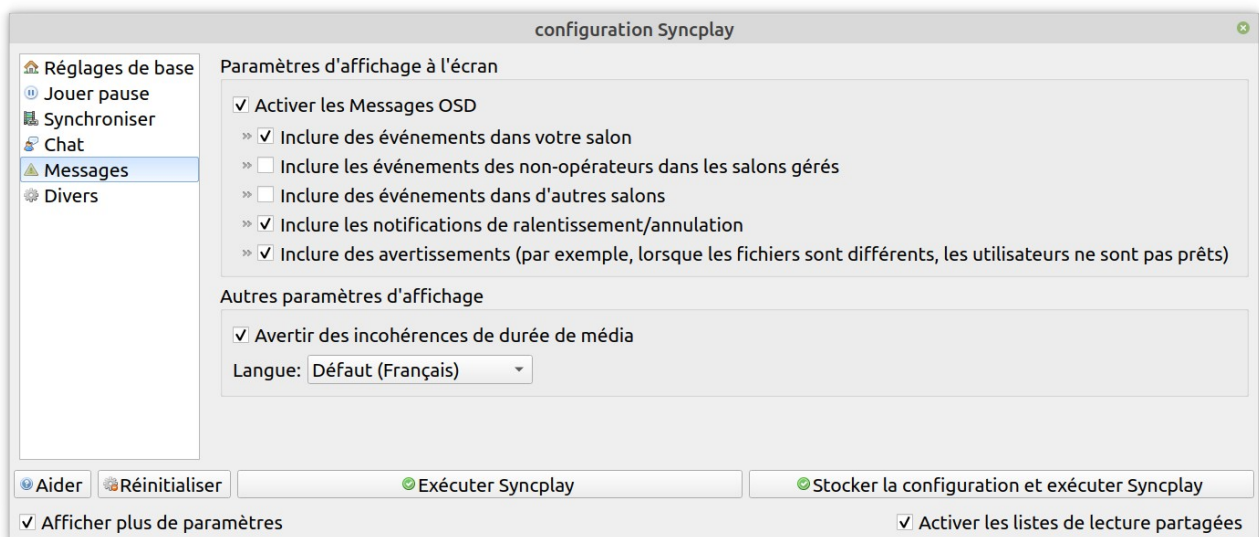 configuration Syncplay
Réglages de base
Jouer pause
Synchroniser
Chat
Messages
Divers
Paramètres d'affichage à l'écran
Activer les Messages OSD
Inclure des événements dans votre salon
Inclure les événements des non-opérateurs dans les salons gérés
Inclure des événements dans d'autres salons
Inclure les notifications de ralentissement/annulation
Inclure des avertissements (par exemple, lorsque les fichiers sont différents, les utilisateurs ne sont pas prêts)
Autres paramètres d'affichage
Avertir des incohérences de durée de média
Langue: Défaut (Français)
Aider Réinitialiser Exécuter Syncplay Stocker la configuration et exécuter Syncplay
Afficher plus de paramètres Activer les listes de lecture partagées